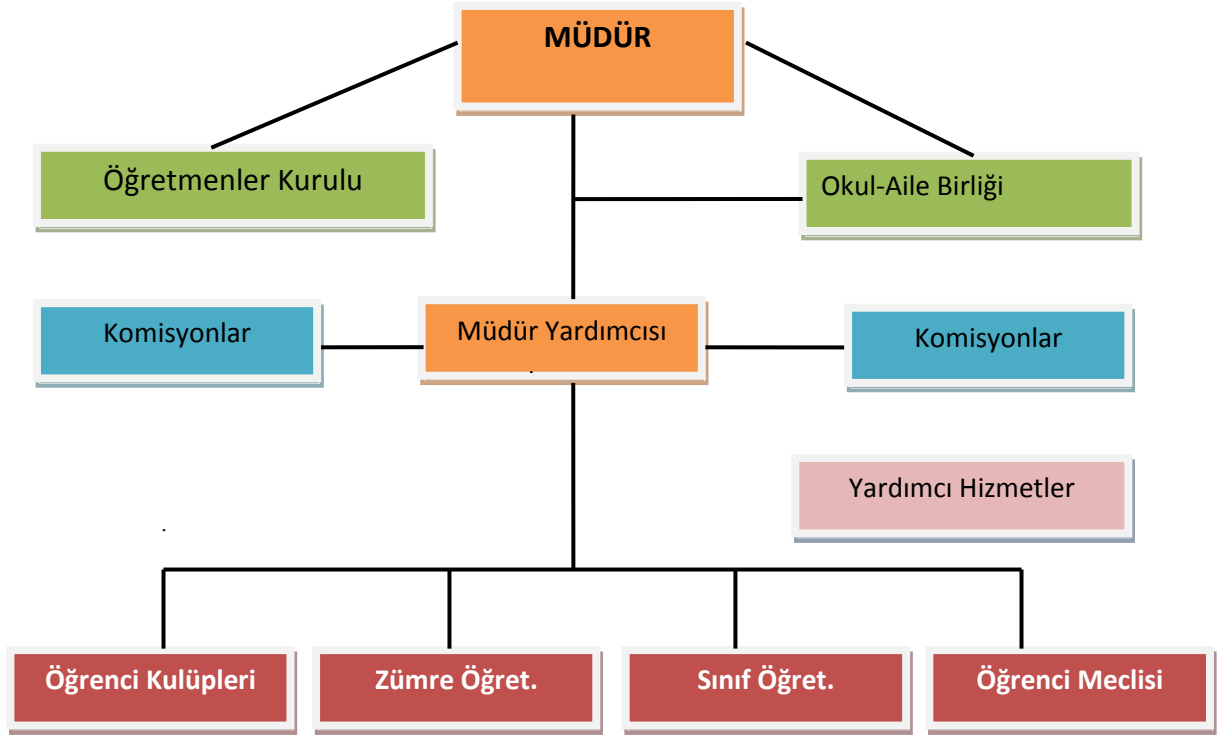 MÜDÜR
Öğretmenler Kurulu
Okul-Aile Birliği
Komisyonlar
Müdür Yardımcısı
Komisyonlar
.
Yardımcı Hizmetler
.
Öğrenci Kulüpleri
Zümre Öğret.
Sınıf Öğret.
Öğrenci Meclisi